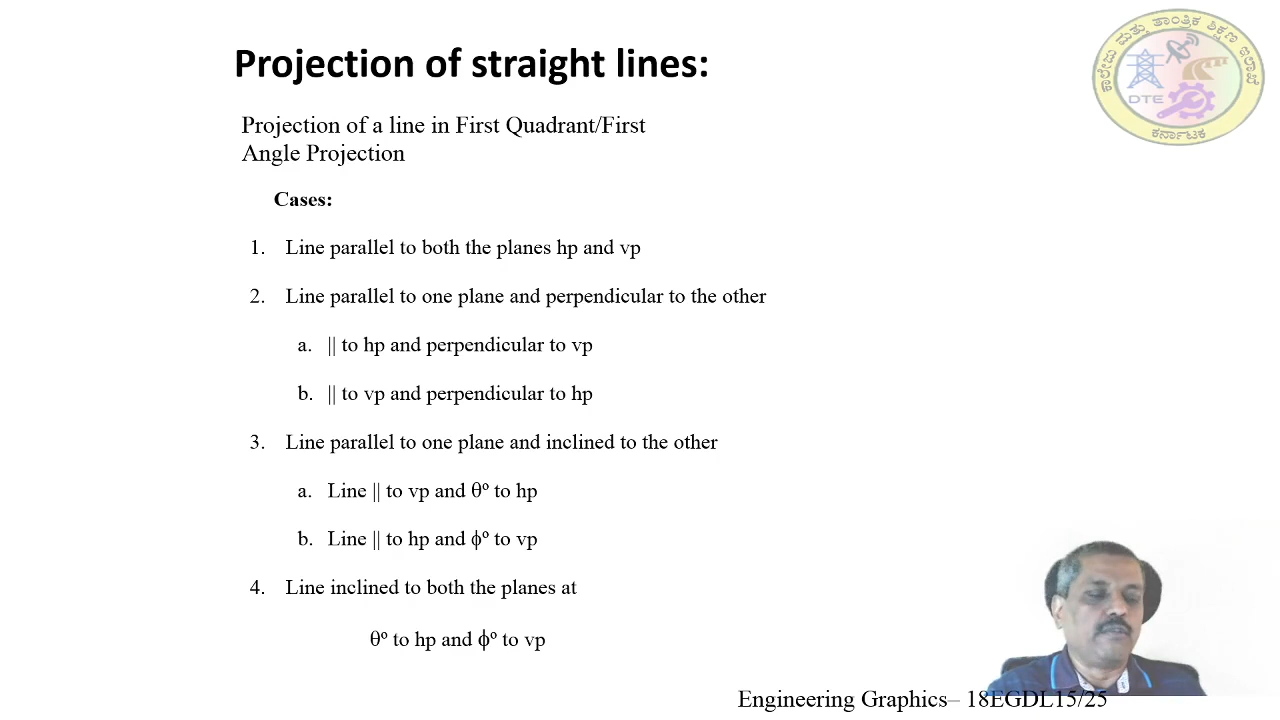 Projection of straight lines:
ಕಾಲೇಜು ಮತ್ತು ತಾಂತ್ರಿಕ ಶಿಕ್ಷಣ ಇಲಾಖೆ
DTE
ಕರ್ನಾಟಕ
Projection of a line in First Quadrant/First
Angle Projection
Cases:
1. Line parallel to both the planes hp and vp
2. Line parallel to one plane and perpendicular to the other
a. || to hp and perpendicular to vp
b. || to vp and perpendicular to hp
3. Line parallel to one plane and inclined to the other
a. Line || to vp and θº to hp
b. Line || to hp and ϕº to vp
4. Line inclined to both the planes at
θº to hp and ϕº to vp
Engineering Graphics– 18EGDL15/25